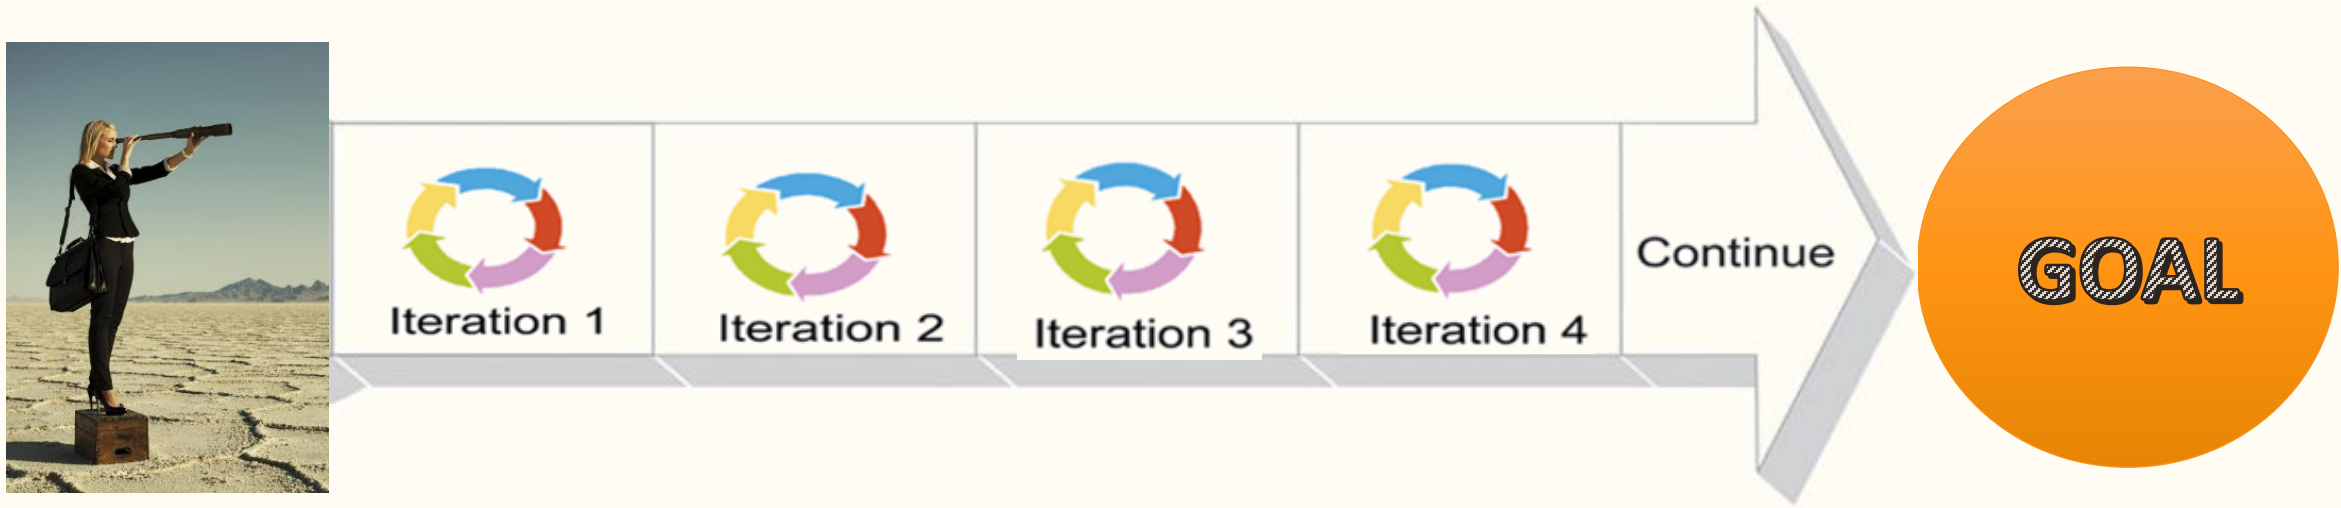 Iteration 1
Iteration 2
Iteration 3
Iteration 4
Continue
GOAL